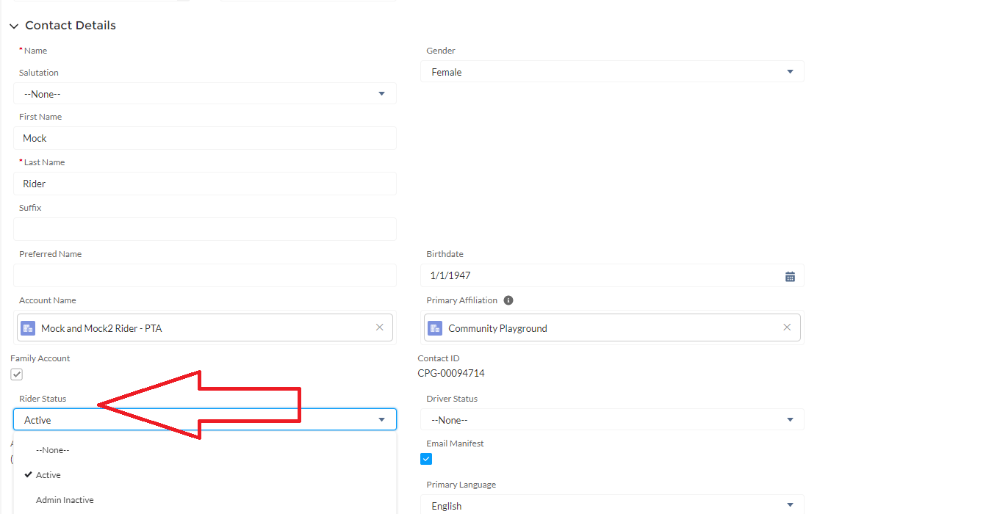 Contact Details
* Name
Gender
Salutation
Female
--None--
First Name
Mock
* Last Name
Rider
Suffix
Preferred Name
Birthdate
1/1/1947
Account Name
Primary Affiliation
Mock and Mock2 Rider - PTA
Community Playground
Family Account
Contact ID
CPG-00094714
Rider Status
Driver Status
Active
--None--
Email Manifest
--None--
Active
Primary Language
Admin Inactive
English